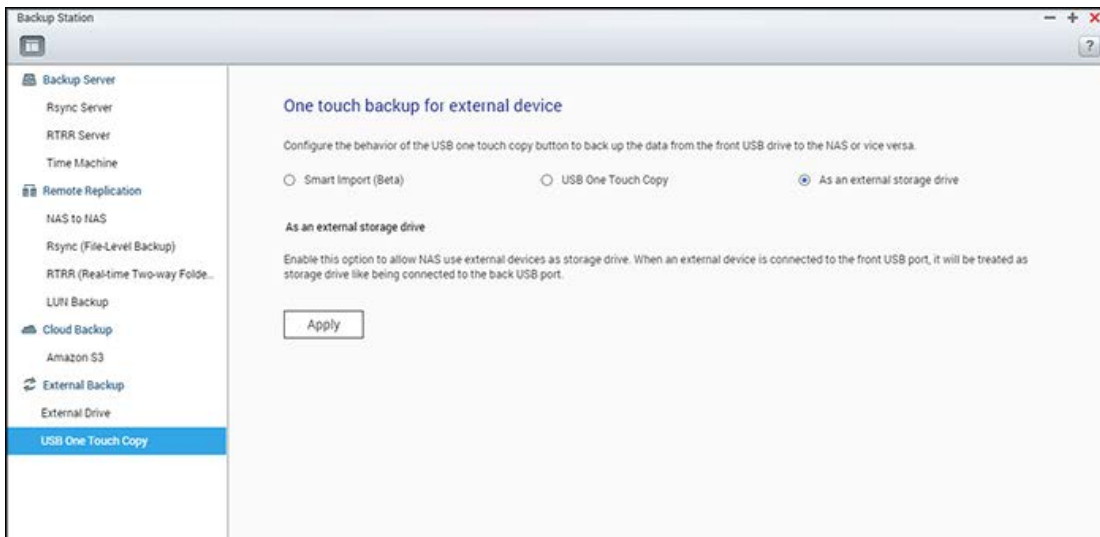 Backup Station
?
Backup Server
Rsync Server
RTRR Server
Time Machine
Remote Replication
NAS to NAS
Rsync (File-Level Backup)
RTRR (Real-time Two-way Folde...
LUN Backup
Cloud Backup
Amazon S3
External Backup
External Drive
USB One Touch Copy
One touch backup for external device
Configure the behavior of the USB one touch copy button to back up the data from the front USB drive to the NAS or vice versa.
Smart Import (Beta)
USB One Touch Copy
As an external storage drive
As an external storage drive
Enable this option to allow NAS use external devices as storage drive. When an external device is connected to the front USB port, it will be treated as
storage drive like being connected to the back USB port.
Apply